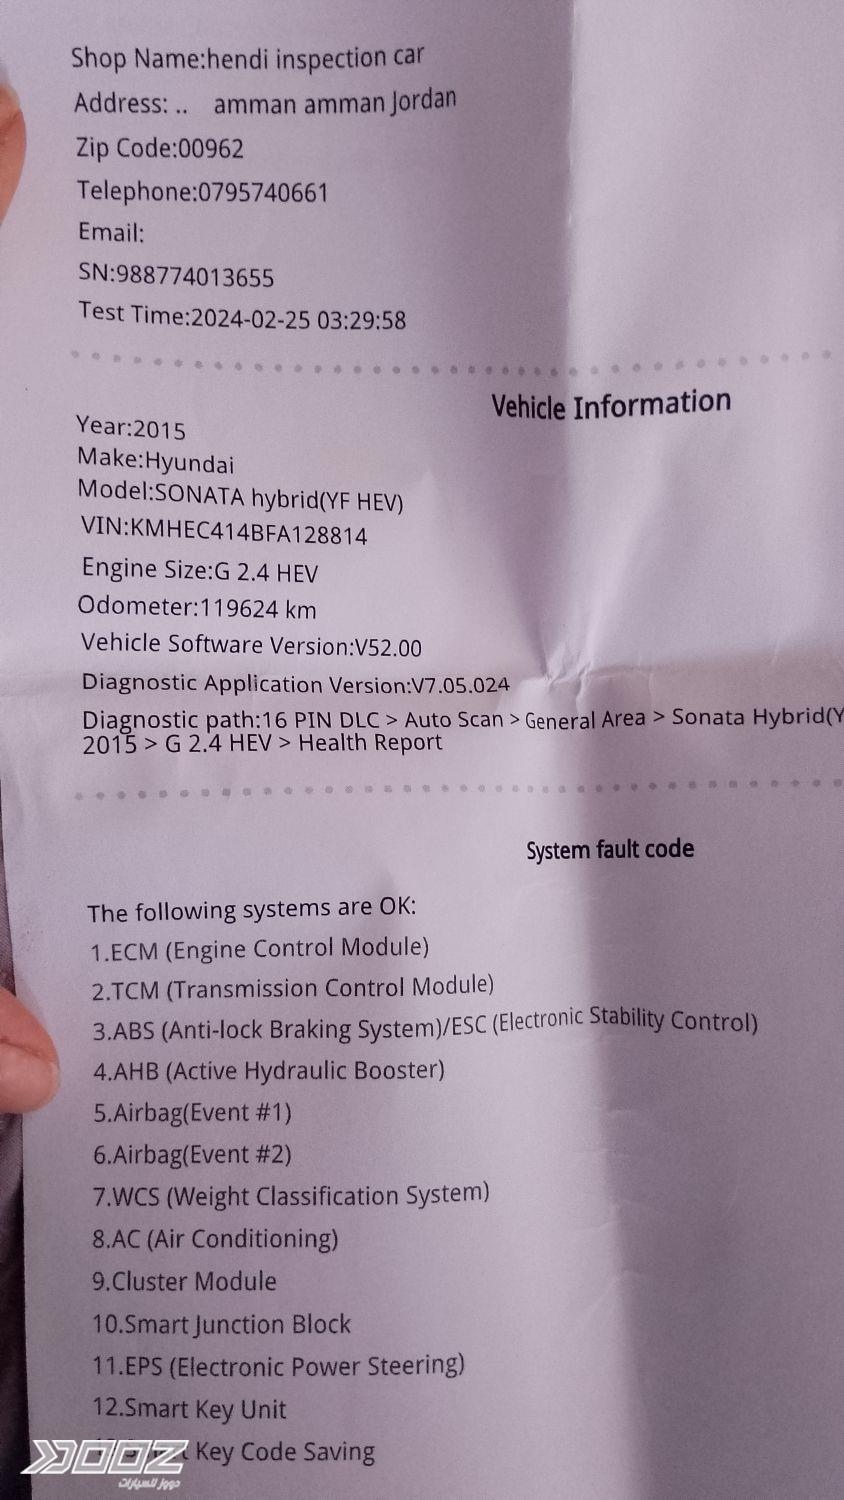 Shop Name:hendi inspection car
Address: .. amman amman Jordan
Zip Code:00962
Telephone:0795740661
Email:
SN:988774013655
Test Time:2024-02-25 03:29:58
Vehicle Information
Year:2015
Make:Hyundai
Model:SONATA hybrid(YF HEV)
VIN:KMHEC414BFA128814
Engine Size:G 2.4 HEV
Odometer:119624 km
Vehicle Software Version:V52.00
Diagnostic Application Version:V7.05.024
Diagnostic path:16 PIN DLC > Auto Scan > General Area > Sonata Hybrid(Y
2015 > G 2.4 HEV > Health Report
System fault code
The following systems are OK:
1.ECM (Engine Control Module)
2.TCM (Transmission Control Module)
3.ABS (Anti-lock Braking System)/ESC (Electronic Stability Control)
4.AHB (Active Hydraulic Booster)
5.Airbag(Event #1)
6.Airbag(Event #2)
7.WCS (Weight Classification System)
8.AC (Air Conditioning)
9.Cluster Module
10.Smart Junction Block
11.EPS (Electronic Power Steering)
12.Smart Key Unit
Key Code Saving
DOOZ
دووز للسيارات